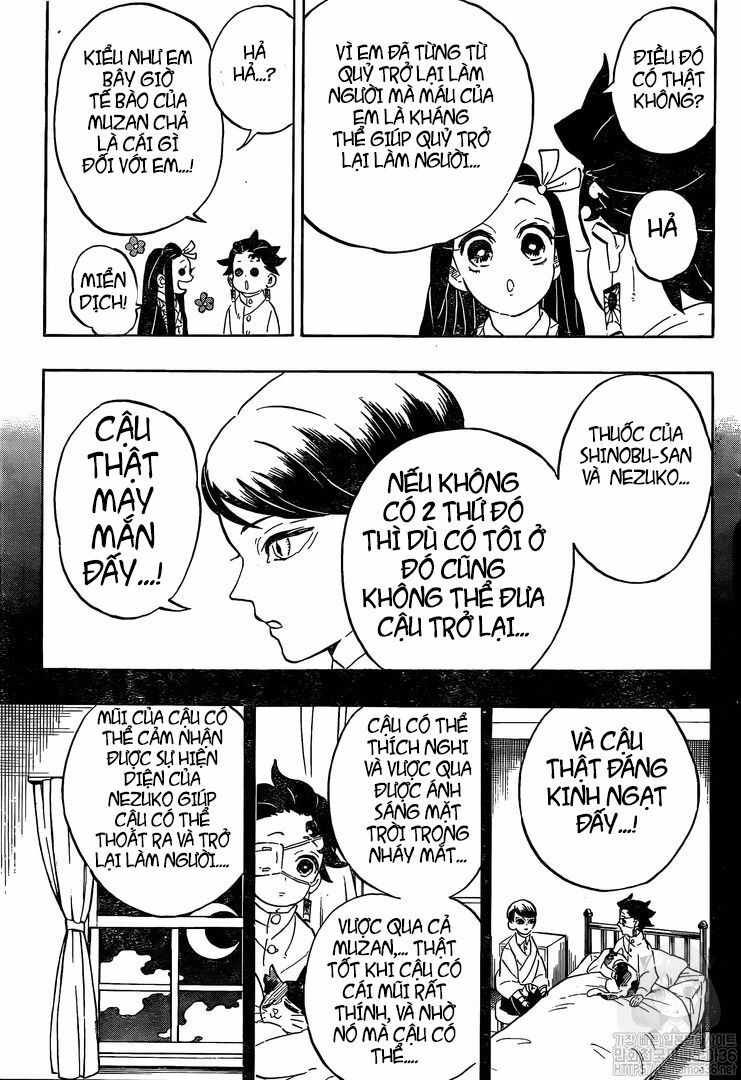 ĐIỀU ĐÓ
CÓ THẬT
KHÔNG?
HẢ
VÌ EM ĐÃ TỪNG TỪ
QUỶ TRỞ LẠI LÀM
NGƯỜI MÀ MÁU CỦA
EM LÀ KHÁNG
THỂ GIÚP QUỶ TRỞ
LẠI LÀM NGƯỜI...
HẢ
HẢ...?
KIỂU NHƯ EM
BÂY GIỜ
TẾ BÀO CỦA
MUZAN CHẢ
LÀ CÁI GÌ
ĐỐI VỚI EM...!
MIỄN
DỊCH!
THUỐC CỦA
SHINOBU-SAN
VÀ NEZUKO...
NẾU KHÔNG
CÓ 2 THỨ ĐÓ
THÌ DÙ CÓ TÔI Ở
ĐÓ CŨNG
KHÔNG THỂ ĐƯA
CẬU TRỞ LẠI...
CẬU
THẬT
MAY
MẮN
ĐẤY...!
VÀ CẬU
THẬT ĐÁNG
KINH NGẠT
ĐẤY...!
CẬU CÓ THỂ
THÍCH NGHI
VÀ VƯỢT QUA
ĐƯỢC ÁNH
SÁNG MẶT
TRỜI TRONG
NHÁY MẮT...
VƯỢT QUA CẢ
MUZAN,... THẬT
TỐT KHI CẬU CÓ
CÁI MŨI RẤT
THÍNH, VÀ NHỜ
NÓ MÀ CẬU CÓ
THỂ....
MŨI CỦA CẬU CÓ
THỂ CẢM NHẬN
ĐƯỢC SỰ HIỆN
DIỆN CỦA
NEZUKO GIÚP
CẬU CÓ THỂ
THOÁT RA VÀ TRỞ
LẠI LÀM NGƯỜI....